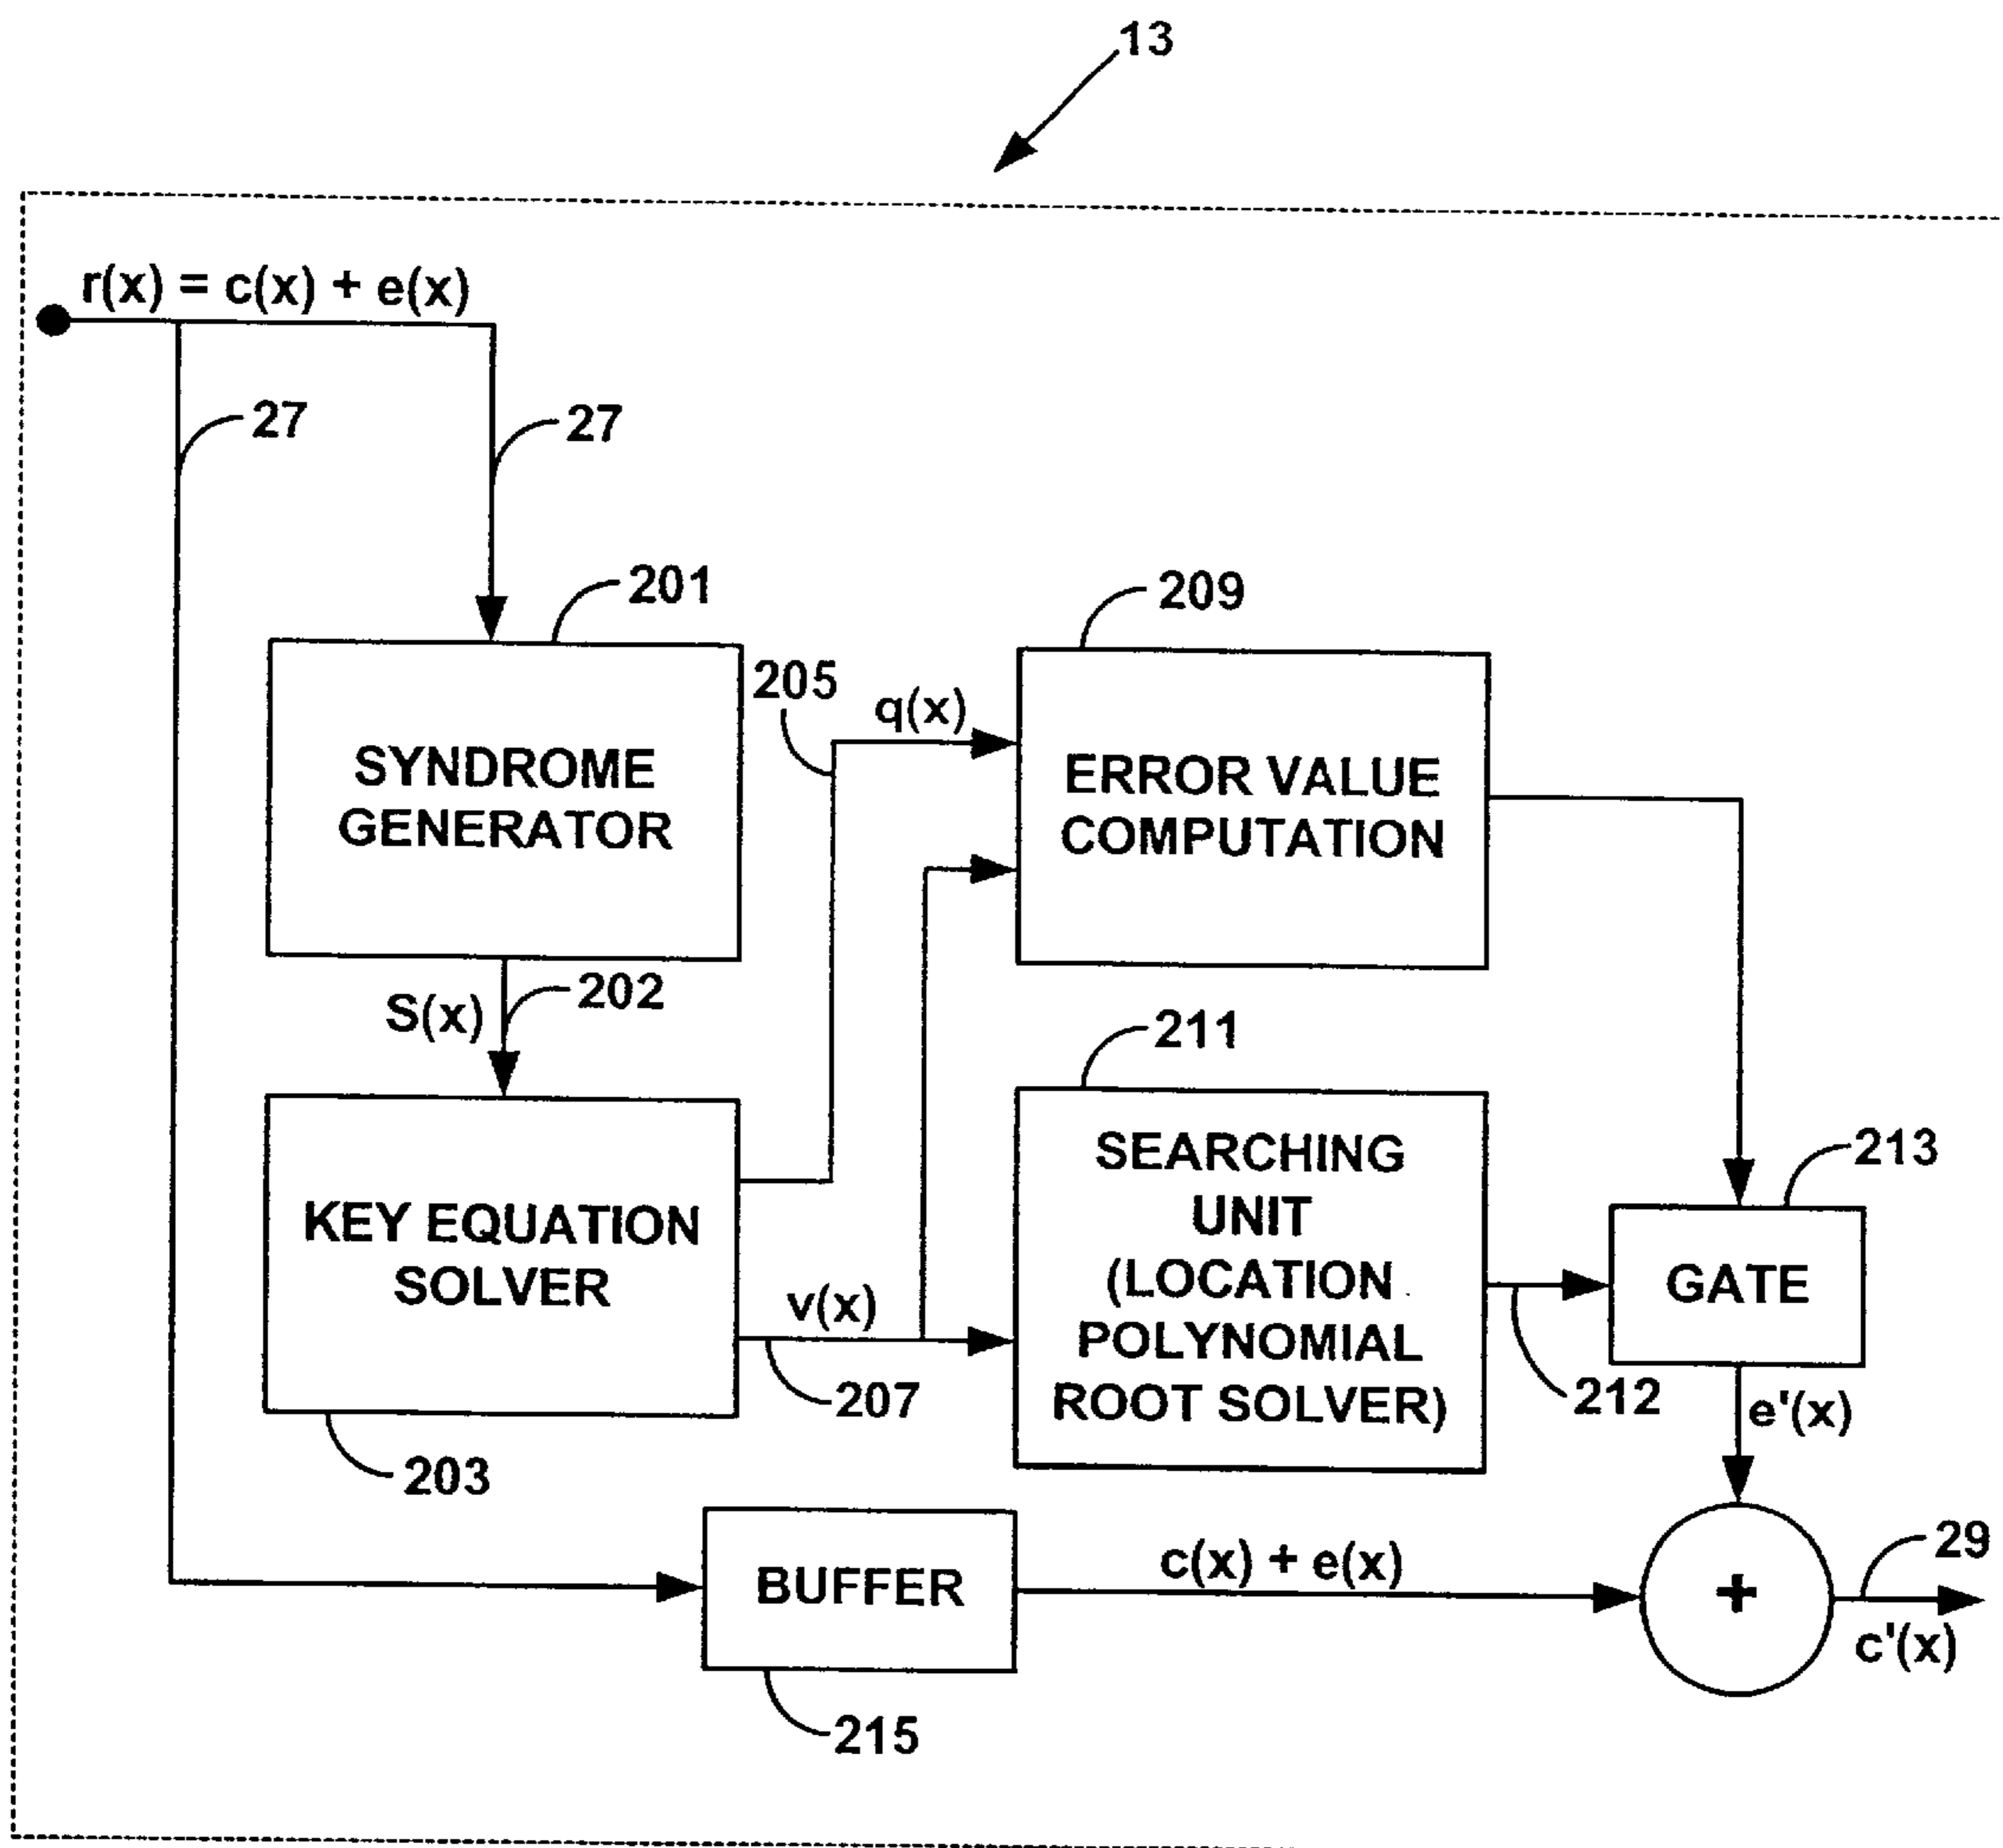 13
r(x) = c(x) + e(x)
27
27
201
209
205
q(x)
SYNDROME
GENERATOR
ERROR VALUE
COMPUTATION
S(x)
202
211
KEY EQUATION
SOLVER
SEARCHING
UNIT
(LOCATION
POLYNOMIAL
ROOT SOLVER)
213
GATE
v(x)
207
212
e'(x)
203
BUFFER
c(x) + e(x)
+
29
c'(x)
215